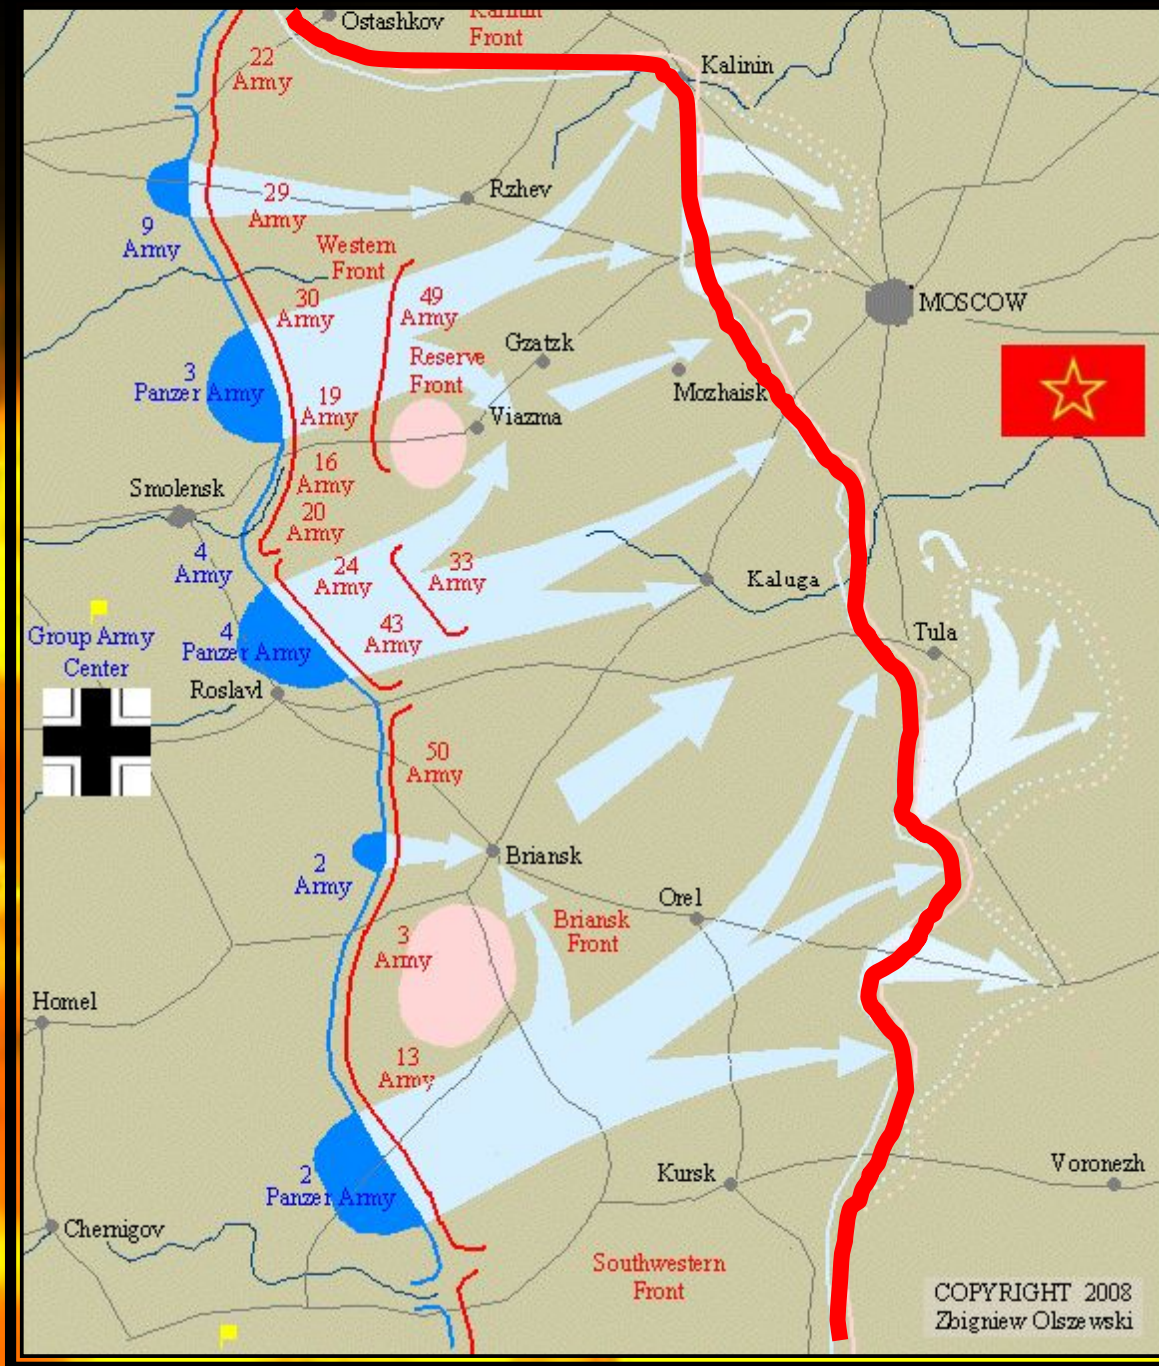 Ostashkov
Kalinin
Front
22
Army
Kalinin
Rzhev
29
Army
9
Army
Western
Front
30
Army
49
Army
MOSCOW
Gzatzk
Reserve
Front
3
Panzer Army
Mozhaisk
19
Army
Viazma
16
Army
Smolensk
20
Army
4
Army
24
Army
33
Army
Kaluga
Group Army
Center
4
Panzer Army
43
Army
Tula
Roslavl
50
Army
2
Army
Briansk
Orel
3
Army
Briansk
Front
Homel
13
Army
2
Panzer Army
Kursk
Voronezh
Chernigov
Southwestern
Front
COPYRIGHT 2008
Zbigniew Olszewski